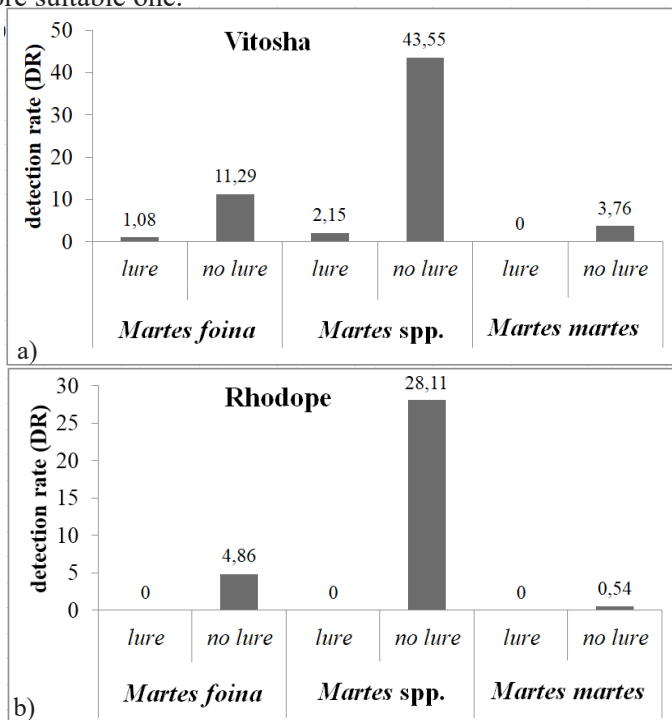 ore suitable one.
Vitosha
detection rate (DR)
50
40
30
20
10
0
1,08
11,29
2,15
43,55
0
3,76
lure no lure lure no lure lure no lure
Martes foina Martes spp. Martes martes
a)
Rhodope
detection rate (DR)
30
25
20
15
10
5
0
0
4,86
0
28,11
0
0,54
lure no lure lure no lure lure no lure
Martes foina Martes spp. Martes martes
b)